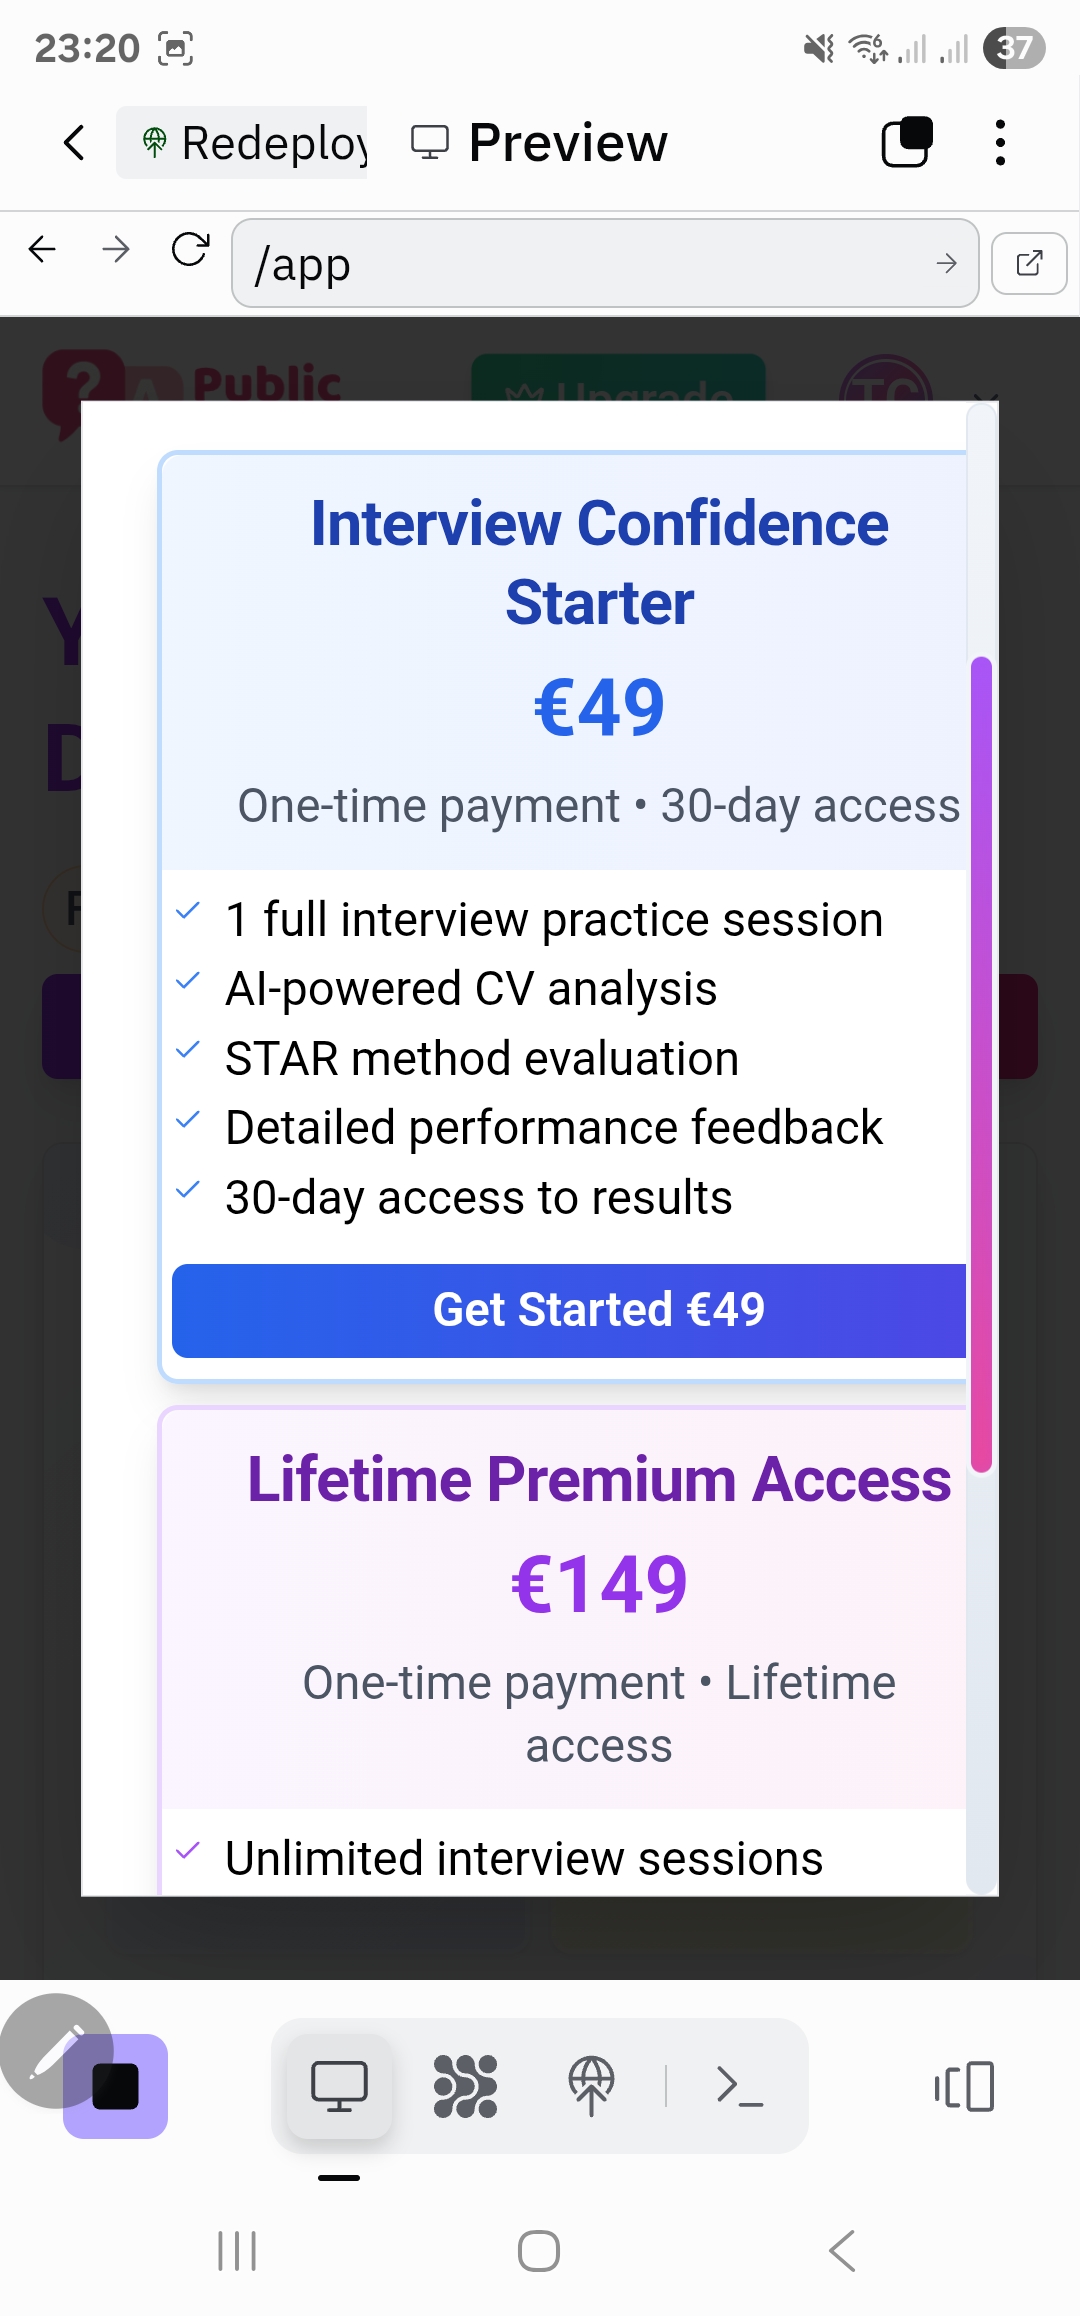 23:20
6
37
Redeploy
Preview
/app
?
A
Public
Upgrade
TC
Y
D
F
Interview Confidence
Starter
€49
One-time payment • 30-day access
1 full interview practice session
AI-powered CV analysis
STAR method evaluation
Detailed performance feedback
30-day access to results
Get Started €49
Lifetime Premium Access
€149
One-time payment • Lifetime
access
Unlimited interview sessions